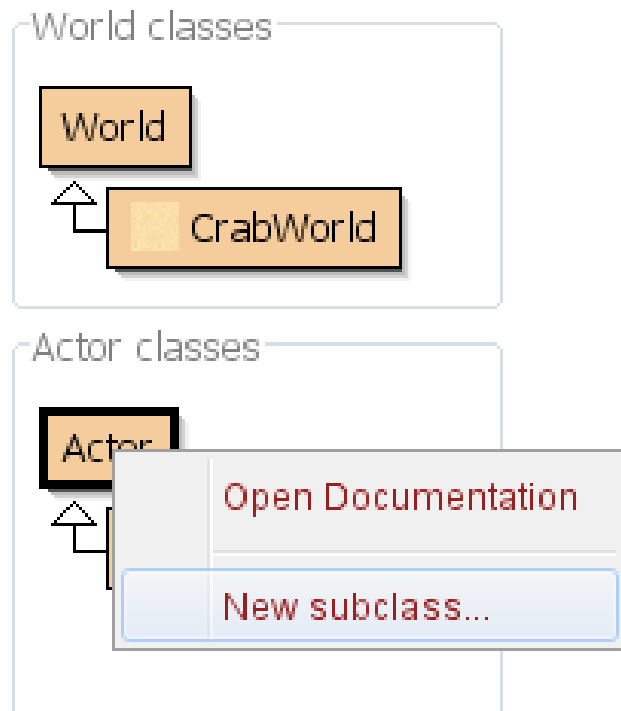 World classes
World
CrabWorld
Actor classes
Actor
Open Documentation
New subclass...